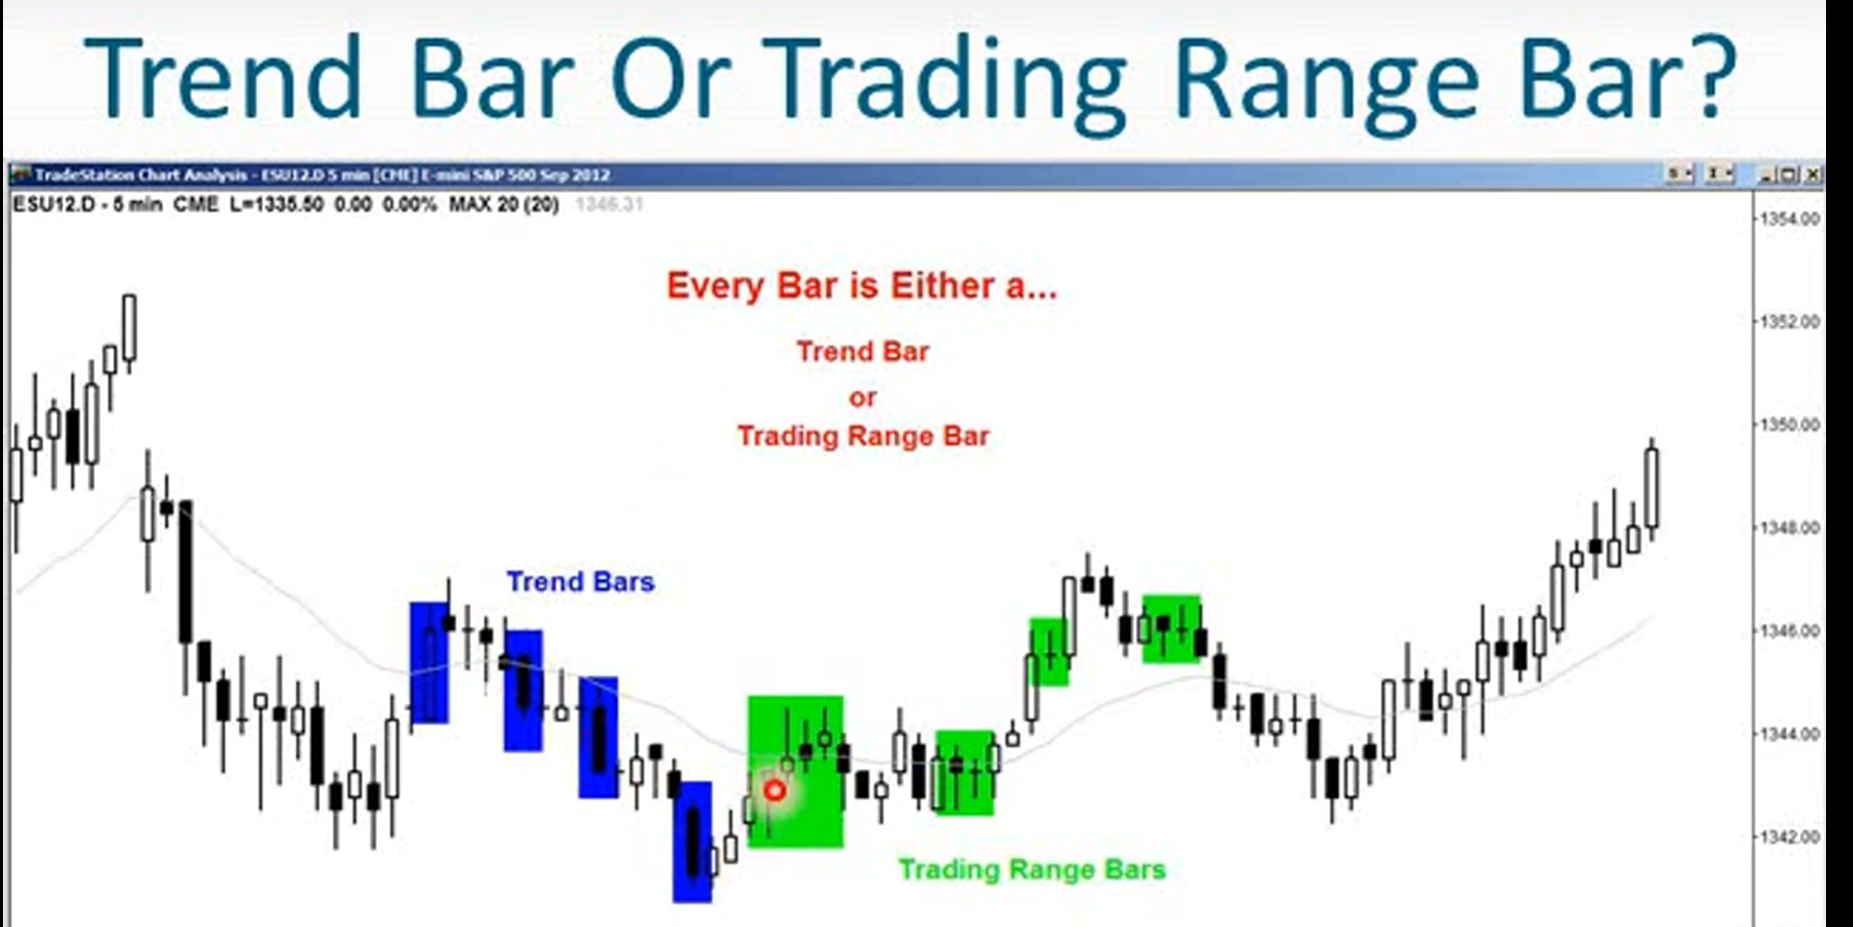 Trend Bar Or Trading Range Bar?
TradeStation Chart Analysis - ESU12.D 5 min [CME] E-mini S&P 500 Sep 2012
ESU12.D - 5 min CME L=1335.50 0.00 0.00% MAX 20 (20) 1346.31
1354.00
Every Bar is Either a...
1352.00
Trend Bar
or
Trading Range Bar
1350.00
1348.00
Trend Bars
1346.00
1344.00
1342.00
Trading Range Bars